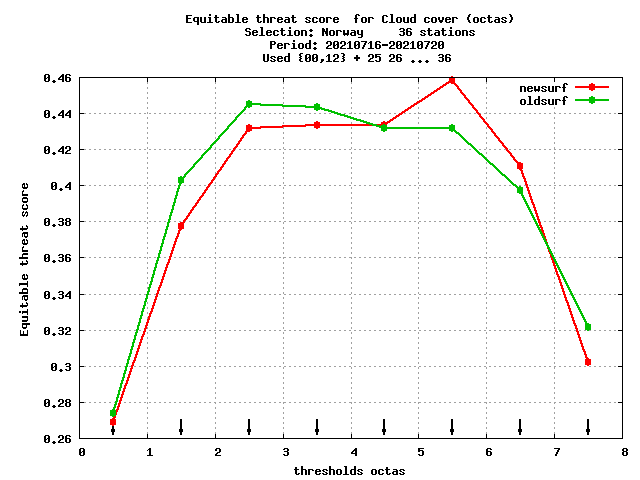 Equitable threat score  for Cloud cover (octas)
Selection: Norway     36 stations
Period: 20210716-20210720
Used {00,12} + 25 26 ... 36
newsurf
oldsurf
Equitable threat score
0.46
0.44
0.42
0.4
0.38
0.36
0.34
0.32
0.3
0.28
0.26
0 1 2 3 4 5 6 7 8
thresholds octas